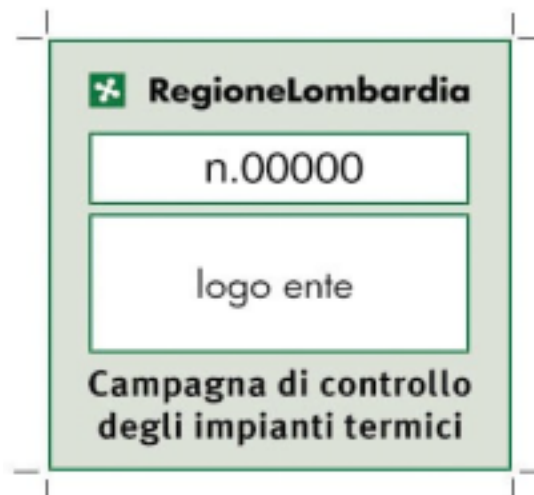 RegioneLombardia
n.00000
logo ente
Campagna di controllo
degli impianti termici